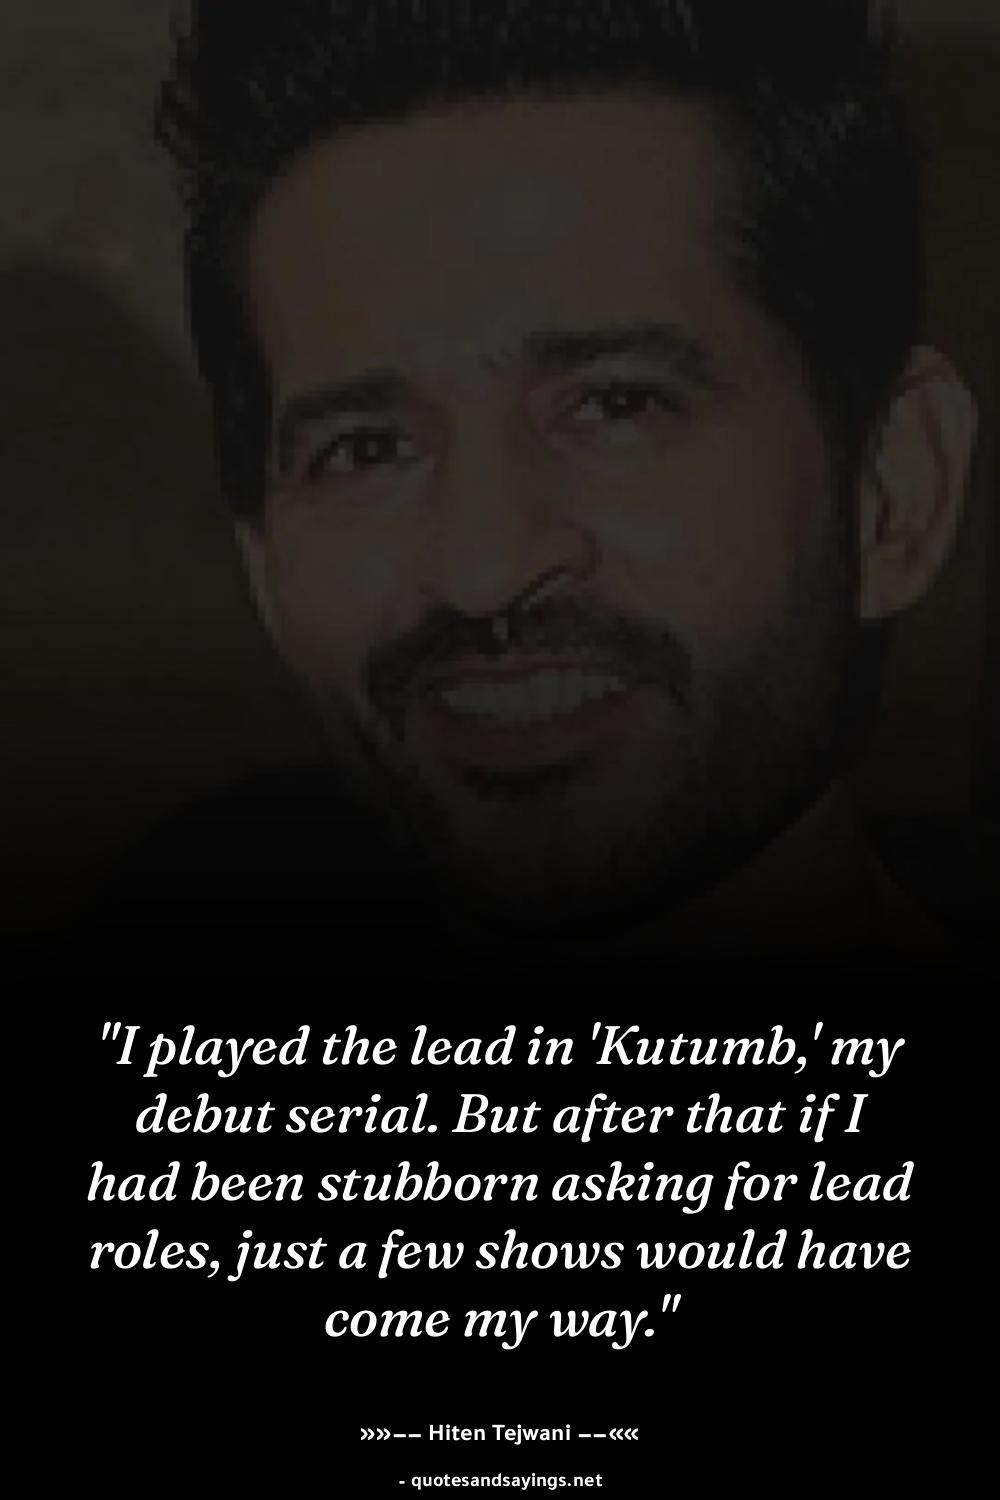 "I played the lead in 'Kutumb,' my
debut serial. But after that if I
had been stubborn asking for lead
roles, just a few shows would have
come my way."
»»−− Hiten Tejwani −−««
- quotesandsayings.net